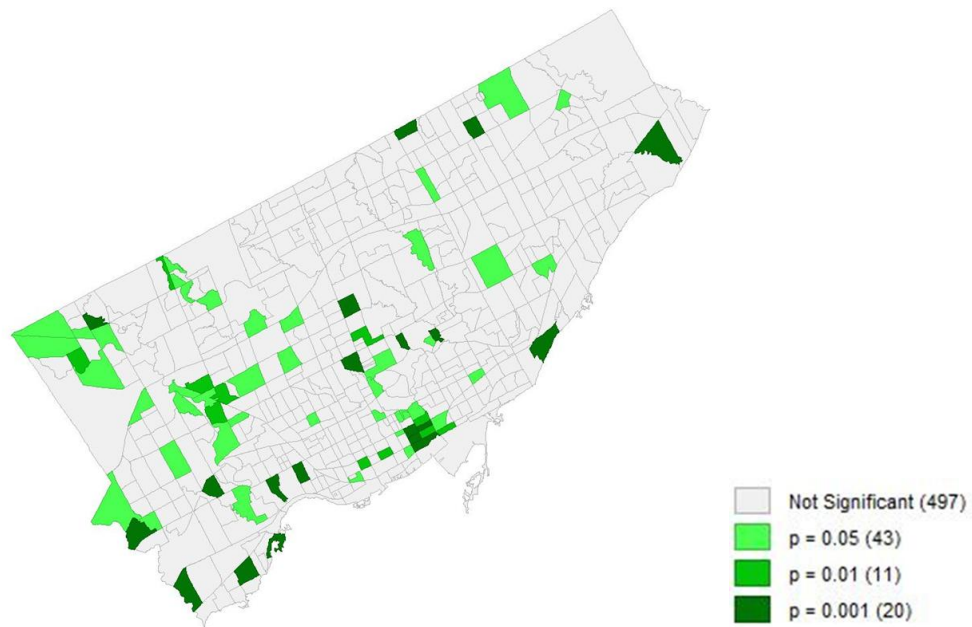 Not Significant (497)
p = 0.05 (43)
p = 0.01 (11)
p = 0.001 (20)